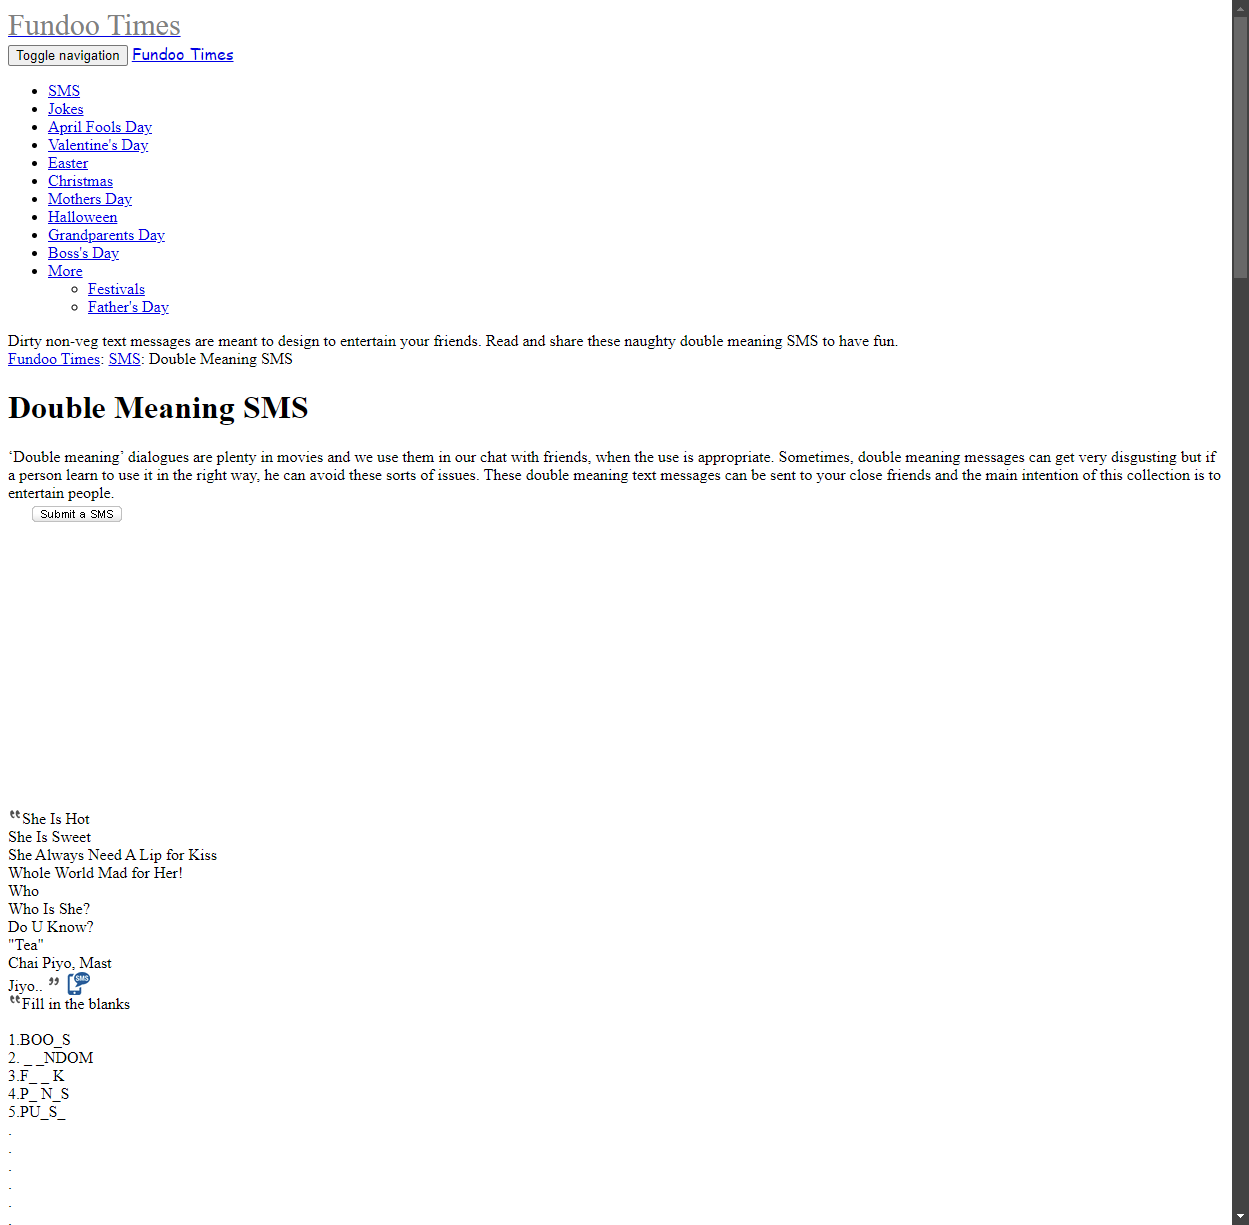 Fundoo Times
Toggle navigation Fundoo Times
SMS
Jokes
April Fools Day
Valentine's Day
Easter
Christmas
Mothers Day
Halloween
Grandparents Day
Boss's Day
More
Festivals
Father's Day
Dirty non-veg text messages are meant to design to entertain your friends. Read and share these naughty double meaning SMS to have fun.
Fundoo Times: SMS: Double Meaning SMS
Double Meaning SMS
‘Double meaning’ dialogues are plenty in movies and we use them in our chat with friends, when the use is appropriate. Sometimes, double meaning messages can get very disgusting but if
a person learn to use it in the right way, he can avoid these sorts of issues. These double meaning text messages can be sent to your close friends and the main intention of this collection is to
entertain people.
Submit a SMS
“She Is Hot
She Is Sweet
She Always Need A Lip for Kiss
Whole World Mad for Her!
Who
Who Is She?
Do U Know?
"Tea"
Chai Piyo, Mast
Jiyo.. ” SMS
“Fill in the blanks
1.BOO_S
2. _ _NDOM
3.F_ _ K
4.P_ N_S
5.PU_S_
.
.
.
.
.
.